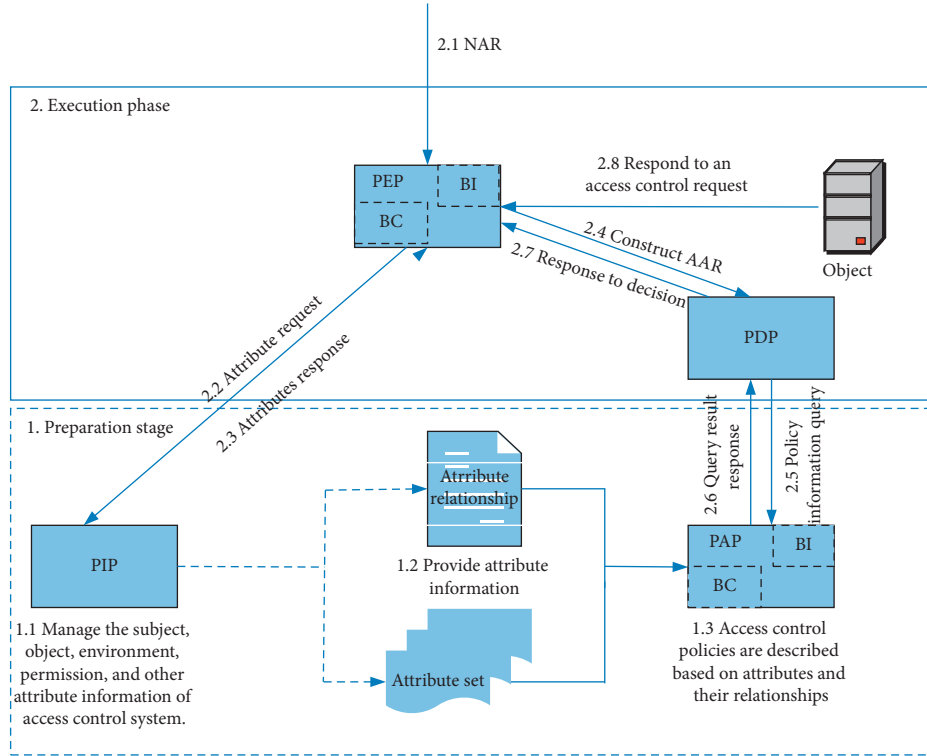 2.1 NAR
2. Execution phase
PEP
BI
BC
2.8 Respond to an
access control request
Object
2.4 Construct AAR
2.7 Response to decision
PDP
2.2 Attribute request
2.3 Attributes response
2.6 Query result
response
2.5 Policy
information query
1. Preparation stage
Atrribute
relationship
PIP
1.2 Provide attribute
information
PAP
BI
BC
1.1 Manage the subject,
object, environment,
permission, and other
attribute information of
access control system.
Attribute set
1.3 Access control
policies are described
based on attributes and
their relationships